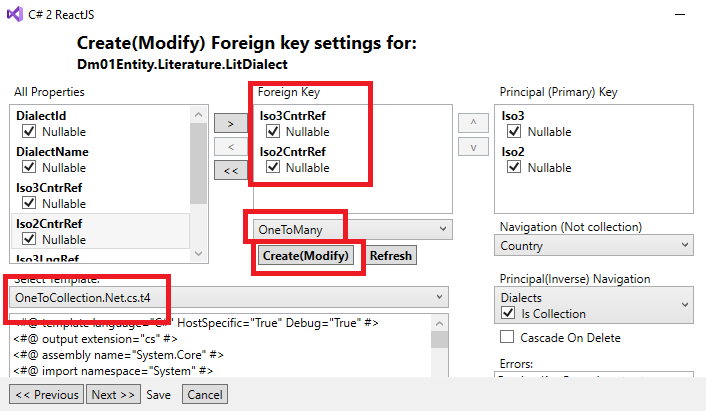 C# 2 ReactJS
Create(Modify) Foreign key settings for:
Dm01Entity.Literature.LitDialect
All Properties
DialectId
Nullable
DialectName
Nullable
Iso3CntrRef
Nullable
Iso2CntrRef
Nullable
Iso3LngRef
>
<
<<
Foreign Key
Iso3CntrRef
Nullable
Iso2CntrRef
Nullable
OneToMany
Create(Modify)
Refresh
^
v
Principal (Primary) Key
Iso3
Nullable
Iso2
Nullable
Navigation (Not collection)
Country
Select Template:
OneToCollection.Net.cs.t4
<#@ template language="C#" HostSpecific="True" Debug="True" #>
<#@ output extension="cs" #>
<#@ assembly name="System.Core" #>
<#@ import namespace="System" #>
Principal(Inverse) Navigation
Dialects
Is Collection
Cascade On Delete
Errors:
<< Previous
Next >>
Save
Cancel